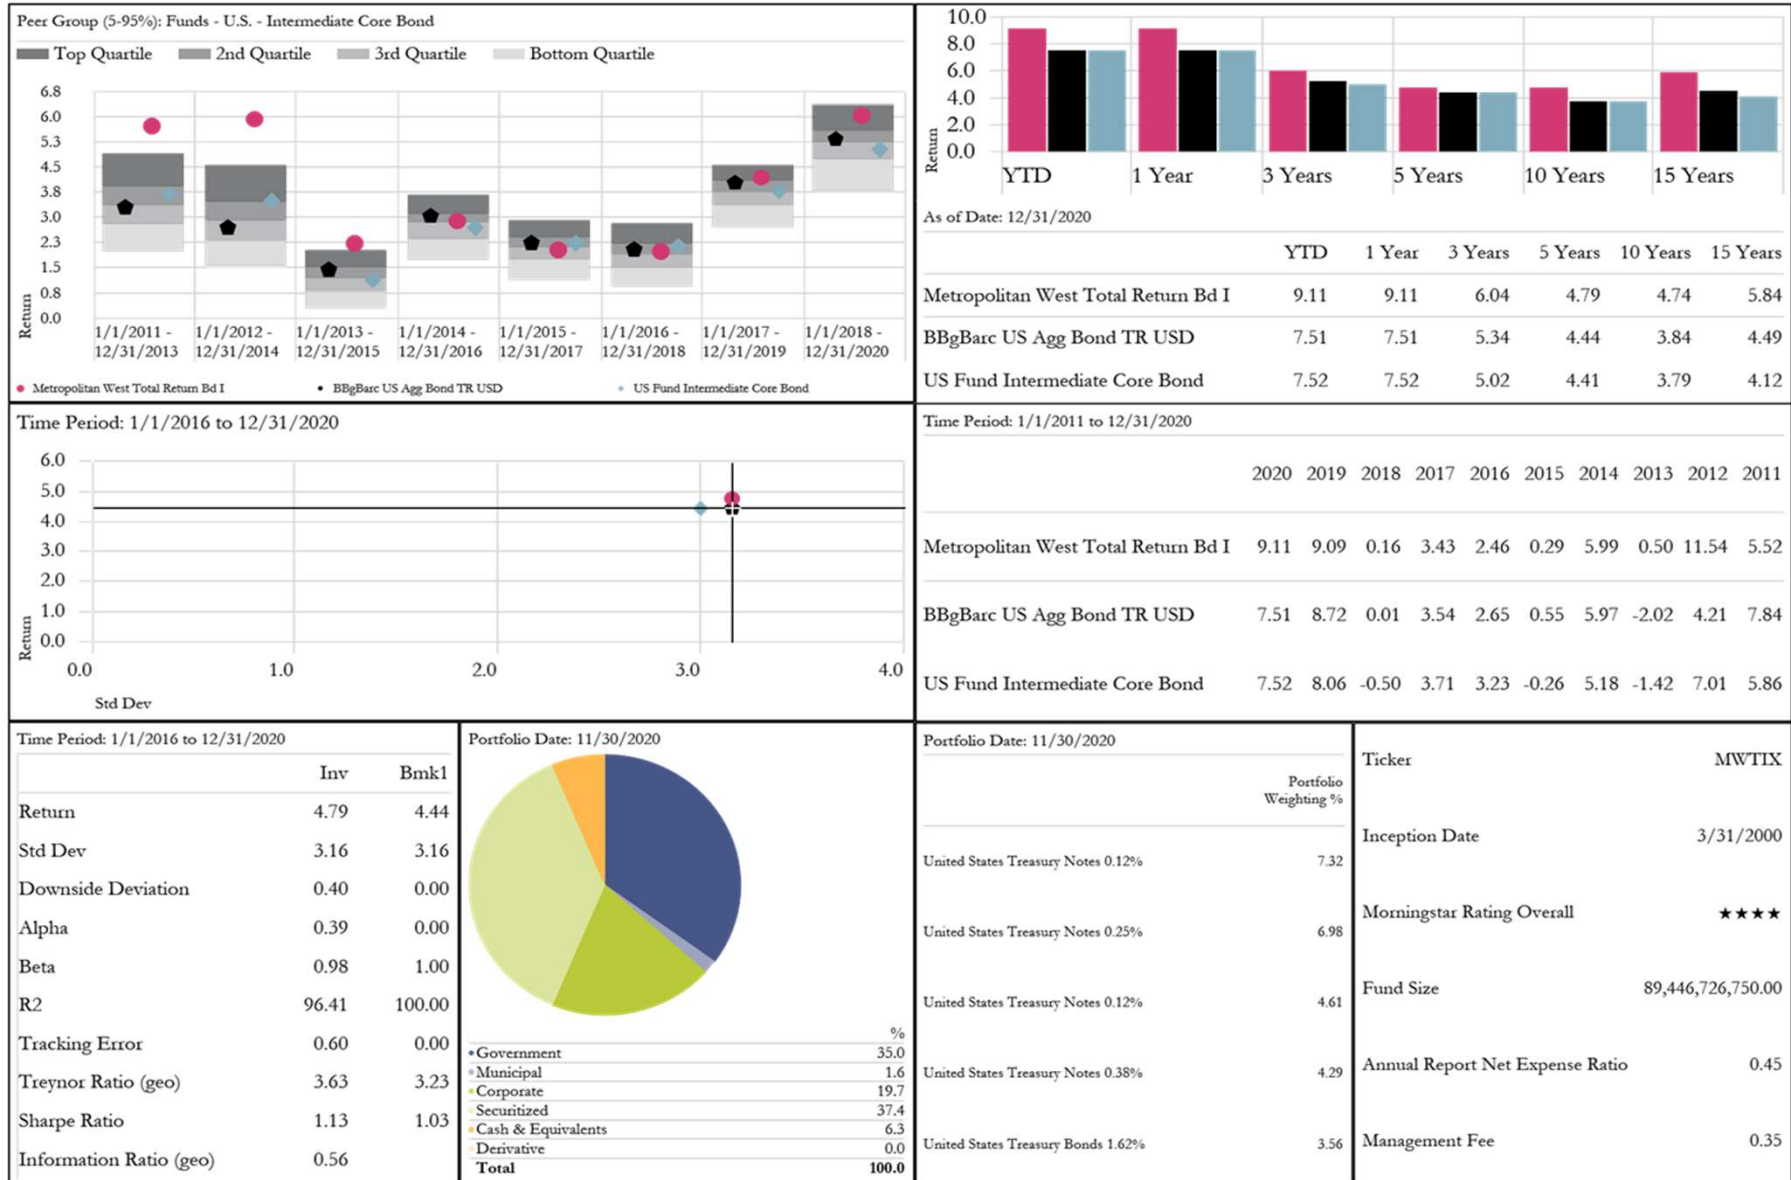 Peer Group (5-95%): Funds - U.S. - Intermediate Core Bond
Top Quartile 2nd Quartile 3rd Quartile Bottom Quartile
6.8
6.0
5.3
4.5
3.8
3.0
2.3
1.5
0.8
0.0
Return
1/1/2011 - 1/1/2012 - 1/1/2013 - 1/1/2014 - 1/1/2015 - 1/1/2016 - 1/1/2017 - 1/1/2018 -
12/31/2013 12/31/2014 12/31/2015 12/31/2016 12/31/2017 12/31/2018 12/31/2019 12/31/2020
Metropolitan West Total Return Bd I BBgBarc US Agg Bond TR USD US Fund Intermediate Core Bond
10.0
8.0
6.0
4.0
2.0
0.0
Return
YTD 1 Year 3 Years 5 Years 10 Years 15 Years
As of Date: 12/31/2020
YTD 1 Year 3 Years 5 Years 10 Years 15 Years
Metropolitan West Total Return Bd I 9.11 9.11 6.04 4.79 4.74 5.84
BBgBarc US Agg Bond TR USD 7.51 7.51 5.34 4.44 3.84 4.49
US Fund Intermediate Core Bond 7.52 7.52 5.02 4.41 3.79 4.12
Time Period: 1/1/2016 to 12/31/2020
6.0
5.0
4.0
3.0
2.0
1.0
0.0
Return
0.0 1.0 2.0 3.0 4.0
Std Dev
Time Period: 1/1/2011 to 12/31/2020
2020 2019 2018 2017 2016 2015 2014 2013 2012 2011
Metropolitan West Total Return Bd I 9.11 9.09 0.16 3.43 2.46 0.29 5.99 0.50 11.54 5.52
BBgBarc US Agg Bond TR USD 7.51 8.72 0.01 3.54 2.65 0.55 5.97 -2.02 4.21 7.84
US Fund Intermediate Core Bond 7.52 8.06 -0.50 3.71 3.23 -0.26 5.18 -1.42 7.01 5.86
Time Period: 1/1/2016 to 12/31/2020
Inv Bmk1
Return 4.79 4.44
Std Dev 3.16 3.16
Downside Deviation 0.40 0.00
Alpha 0.39 0.00
Beta 0.98 1.00
R2 96.41 100.00
Tracking Error 0.60 0.00
Treynor Ratio (geo) 3.63 3.23
Sharpe Ratio 1.13 1.03
Information Ratio (geo) 0.56
Portfolio Date: 11/30/2020
%
Government 35.0
Municipal 1.6
Corporate 19.7
Securitized 37.4
Cash & Equivalents 6.3
Derivative 0.0
Total 100.0
Portfolio Date: 11/30/2020
Portfolio
Weighting %
United States Treasury Notes 0.12% 7.32
United States Treasury Notes 0.25% 6.98
United States Treasury Notes 0.12% 4.61
United States Treasury Notes 0.38% 4.29
United States Treasury Bonds 1.62% 3.56
Ticker MWTIX
Inception Date 3/31/2000
Morningstar Rating Overall ★★★★
Fund Size 89,446,726,750.00
Annual Report Net Expense Ratio 0.45
Management Fee 0.35